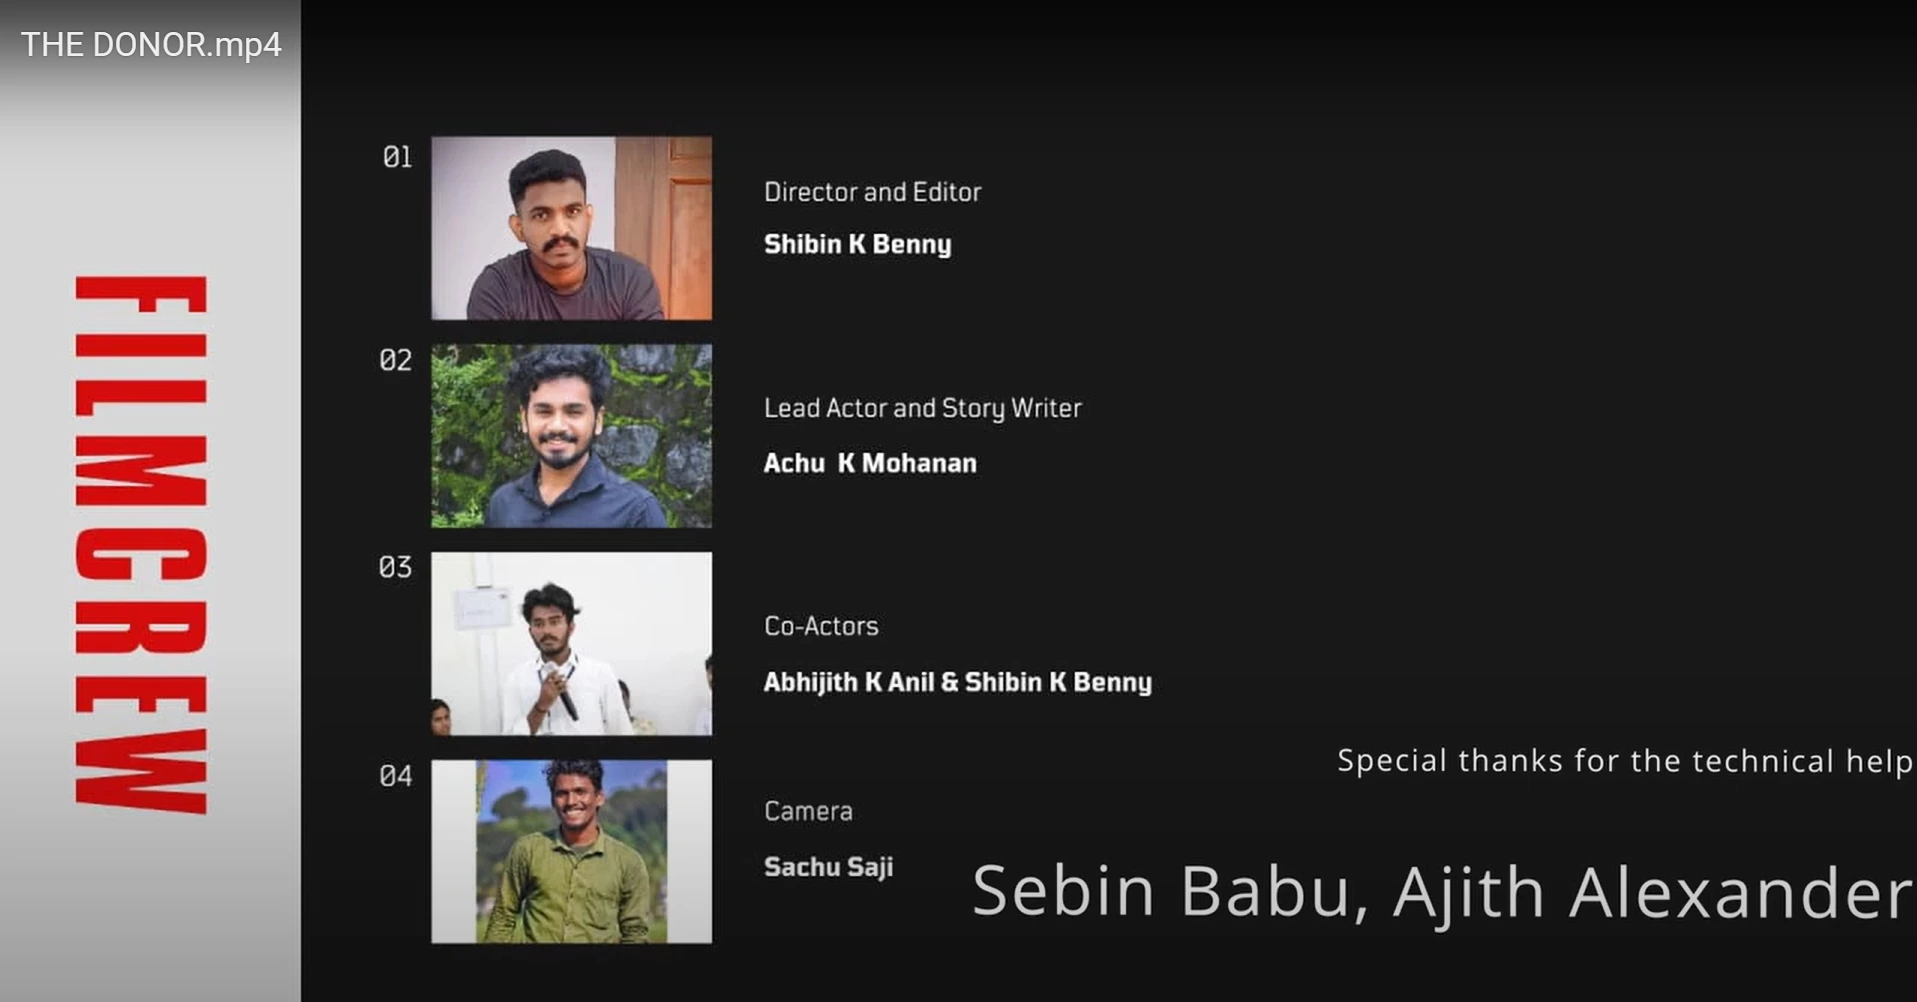 THE DONOR.mp4
FILMCREW
01
Director and Editor
Shibin K Benny
02
Lead Actor and Story Writer
Achu K Mohanan
03
Co-Actors
Abhijith K Anil & Shibin K Benny
04
Camera
Sachu Saji
Special thanks for the technical help
Sebin Babu, Ajith Alexander